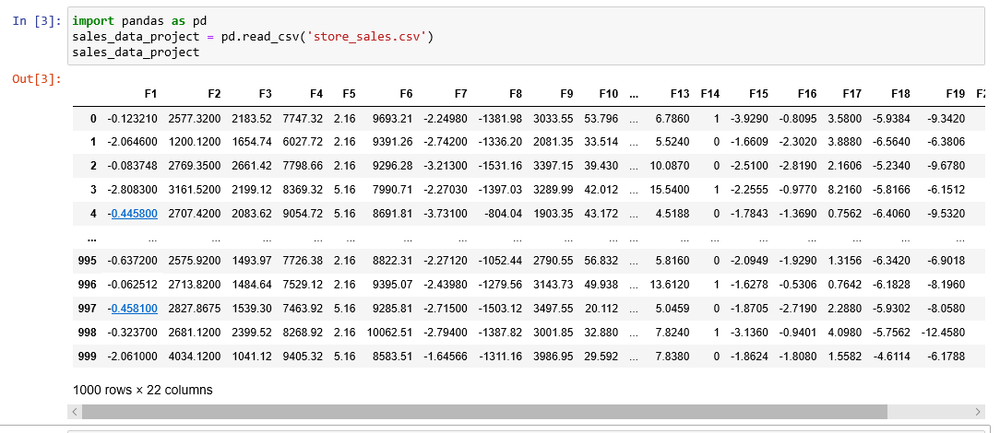 In [3]: import pandas as pd
sales_data_project = pd.read_csv('store_sales.csv')
sales_data_project
Out[3]:
F1 F2 F3 F4 F5 F6 F7 F8 F9 F10 ... F13 F14 F15 F16 F17 F18 F19
0 -0.123210 2577.3200 2183.52 7747.32 2.16 9693.21 -2.24980 -1381.98 3033.55 53.796 ... 6.7860 1 -3.9290 -0.8095 3.5800 -5.9384 -9.3420
1 -2.064600 1200.1200 1654.74 6027.72 2.16 9391.26 -2.74200 -1336.20 2081.35 33.514 ... 5.5240 0 -1.6609 -2.3020 3.8880 -6.5640 -6.3806
2 -0.083748 2769.3500 2661.42 7798.66 2.16 9296.28 -3.21300 -1531.16 3397.15 39.430 ... 10.0870 0 -2.5100 -2.8190 2.1606 -5.2340 -9.6780
3 -2.808300 3161.5200 2199.12 8369.32 5.16 7990.71 -2.27030 -1397.03 3289.99 42.012 ... 15.5400 1 -2.2555 -0.9770 8.2160 -5.8166 -6.1512
4 -0.445800 2707.4200 2083.62 9054.72 5.16 8691.81 -3.73100 -804.04 1903.35 43.172 ... 4.5188 0 -1.7843 -1.3690 0.7562 -6.4060 -9.5320
... ... ... ... ... ... ... ... ... ... ... ... ... ... ... ... ... ... ...
995 -0.637200 2575.9200 1493.97 7726.38 2.16 8822.31 -2.27120 -1052.44 2790.55 56.832 ... 5.8160 0 -2.0949 -1.9290 1.3156 -6.3420 -6.9018
996 -0.062512 2713.8200 1484.64 7529.12 2.16 9395.07 -2.43980 -1279.56 3143.73 49.938 ... 13.6120 1 -1.6278 -0.5306 0.7642 -6.1828 -8.1960
997 -0.458100 2827.8675 1539.30 7463.92 5.16 9285.81 -2.71500 -1503.12 3497.55 20.112 ... 5.0459 0 -1.8705 -2.7190 2.2880 -5.9302 -8.0580
998 -0.323700 2681.1200 2399.52 8268.92 2.16 10062.51 -2.79400 -1387.82 3001.85 32.880 ... 7.8240 1 -3.1360 -0.9401 4.0980 -5.7562 -12.4580
999 -2.061000 4034.1200 1041.12 9405.32 5.16 8583.51 -1.64566 -1311.16 3986.95 29.592 ... 7.8380 0 -1.8624 -1.8080 1.5582 -4.6114 -6.1788
1000 rows × 22 columns